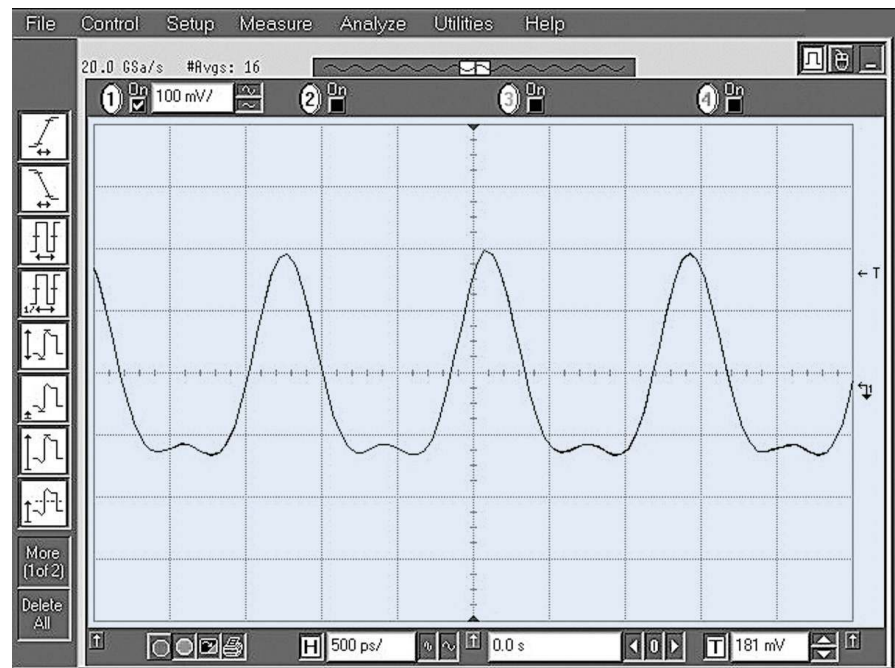 File Control Setup Measure Analyze Utilities Help
20.0 GSa/s #Avgs: 16
1 On 100 mV/ 2 On 3 On 4 On
T
1/
More
(1of 2)
Delete
All
H 500 ps/ 0.0 s 0 T 181 mV